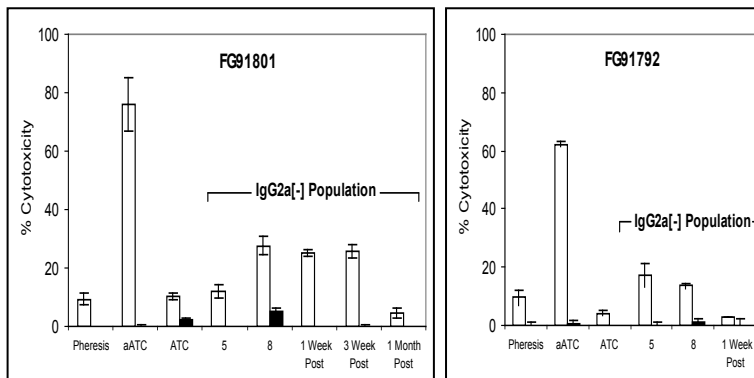 100
80
60
40
20
0
% Cytotoxicity
FG91801
IgG2a[-] Population
Pheresis aATC ATC 5 8 1 Week Post 3 Week Post 1 Month Post
100
80
60
40
20
0
% Cytotoxicity
FG91792
IgG2a[-] Population
Pheresis aATC ATC 5 8 1 Week Post